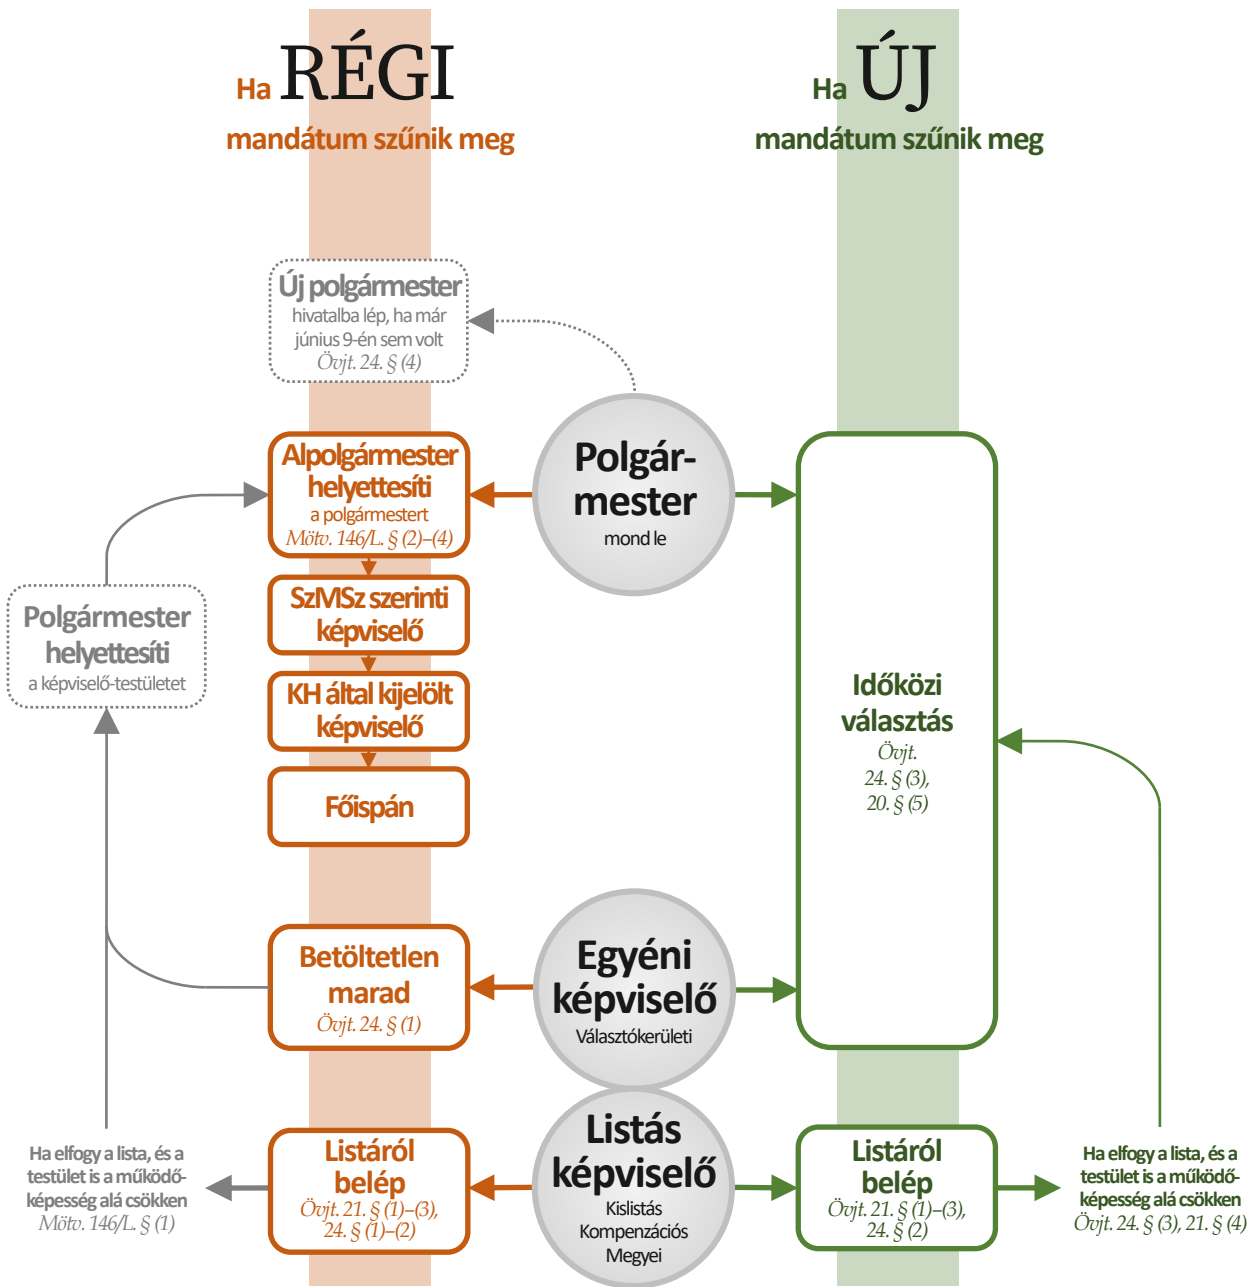 Ha RÉGI
mandátum szűnik meg
Ha ÚJ
mandátum szűnik meg
Új polgármester
hivatalba lép, ha már
június 9-én sem volt
Övjt. 24. § (4)
Alpolgármester
helyettesíti
a polgármestert
Mötv. 146/L. § (2)–(4)
Polgár-
mester
mond le
SzMSz szerinti
képviselő
Polgármester
helyettesíti
a képviselő-testületet
KH által kijelölt
képviselő
Főispán
Időközi
választás
Övjt.
24. § (3),
20. § (5)
Betöltetlen
marad
Övjt. 24. § (1)
Egyéni
képviselő
Választókerületi
Ha elfogy a lista, és a
testület is a működő-
képesség alá csökken
Mötv. 146/L. § (1)
Listáról
belép
Övjt. 21. § (1)–(3),
24. § (1)–(2)
Listás
képviselő
Kislistás
Kompenzációs
Megyei
Listáról
belép
Övjt. 21. § (1)–(3),
24. § (2)
Ha elfogy a lista, és a
testület is a működő-
képesség alá csökken
Övjt. 24. § (3), 21. § (4)